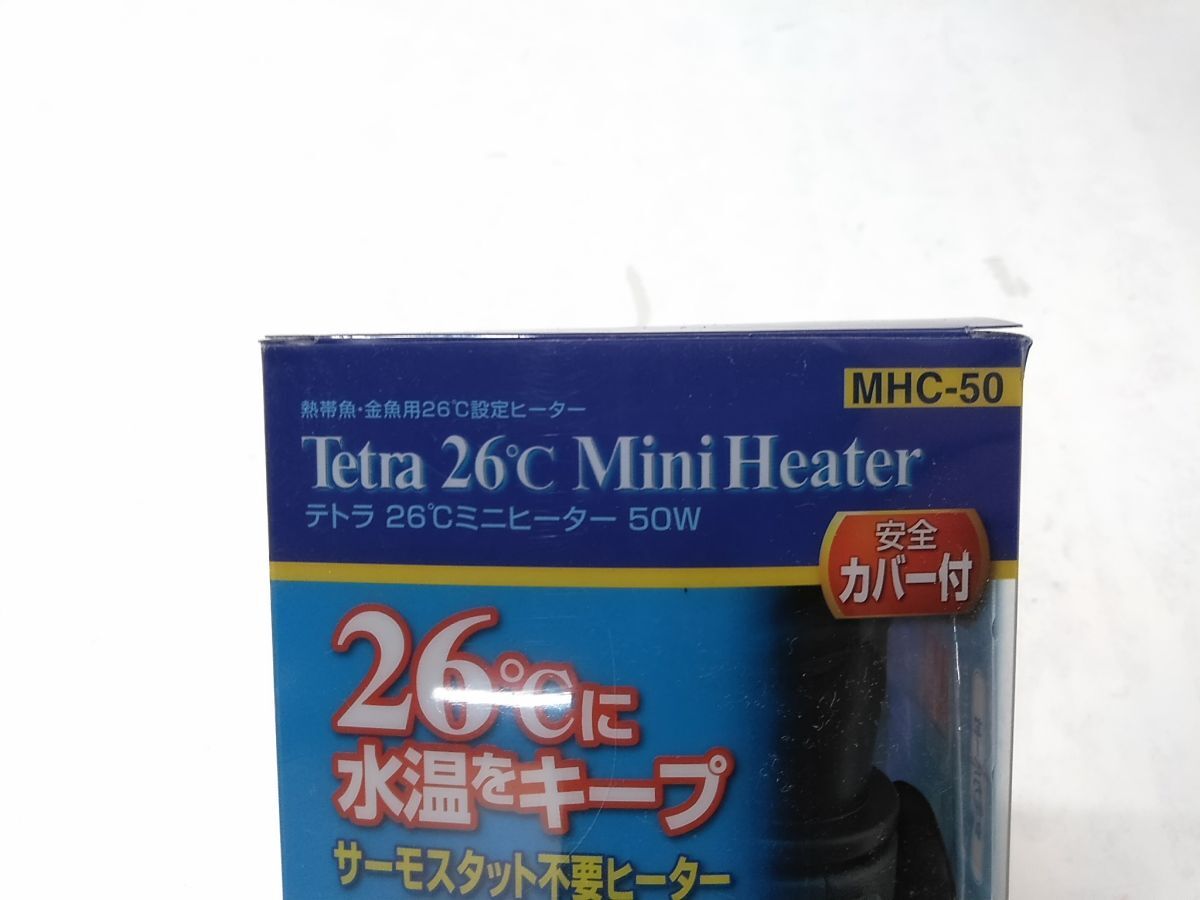 MHC-50
熱帯魚・金魚用26℃設定ヒーター
Tetra 26℃ Mini Heater
テトラ 26℃ミニヒーター 50W
安全
カバー付
26℃に
水温をキープ
サーモスタット不要ヒーター